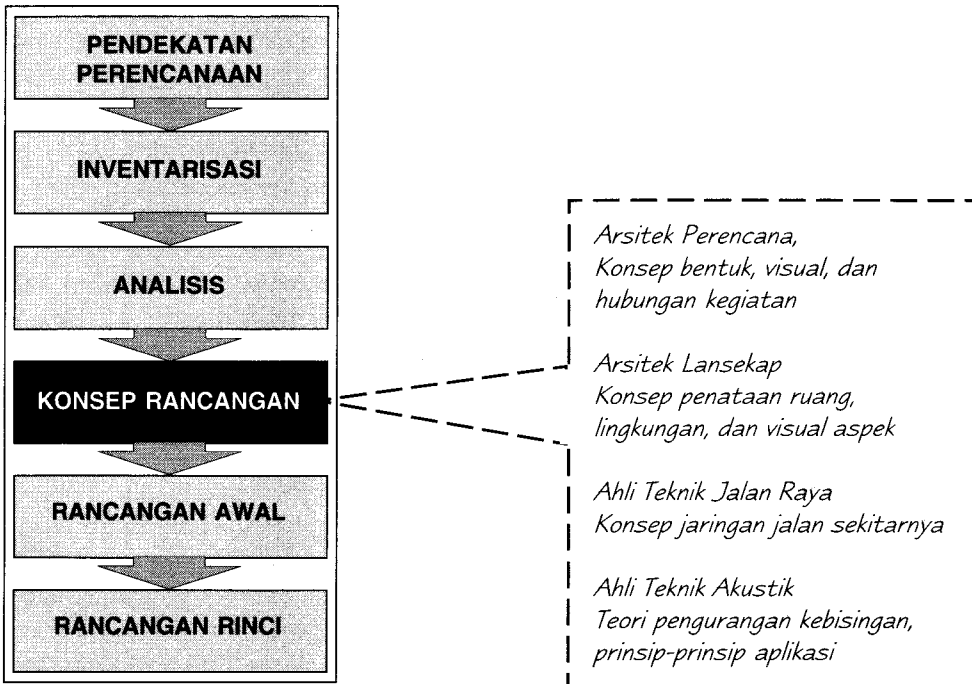 PENDEKATAN
PERENCANAAN
INVENTARISASI
ANALISIS
KONSEP RANCANGAN
RANCANGAN AWAL
RANCANGAN RINCI
Arsitek Perencana,
Konsep bentuk, visual, dan
hubungan kegiatan
Arsitek Lansekap
Konsep penataan ruang,
lingkungan, dan visual aspek
Ahli Teknik Jalan Raya
Konsep jaringan jalan sekitarnya
Ahli Teknik Akustik
Teori pengurangan kebisingan,
prinsip-prinsip aplikasi